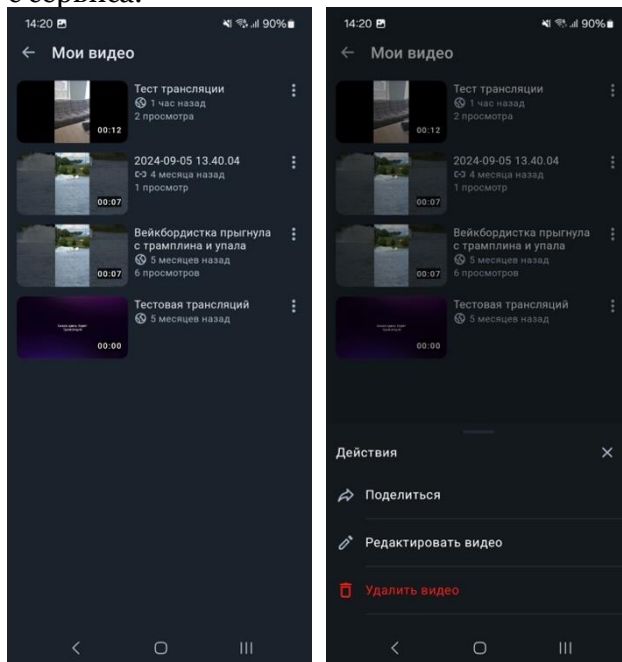 с сервиса.
14:20 90%
Мои видео
Тест трансляции
1 час назад
2 просмотра
00:12
2024-09-05 13.40.04
4 месяца назад
1 просмотр
00:07
Вейкбордистка прыгнула
с трамплина и упала
5 месяцев назад
6 просмотров
00:07
Тестовая трансляций
5 месяцев назад
00:00
14:20 90%
Мои видео
Тест трансляции
1 час назад
2 просмотра
00:12
2024-09-05 13.40.04
4 месяца назад
1 просмотр
00:07
Вейкбордистка прыгнула
с трамплина и упала
5 месяцев назад
6 просмотров
00:07
Тестовая трансляций
5 месяцев назад
00:00
Действия
Поделиться
Редактировать видео
Удалить видео